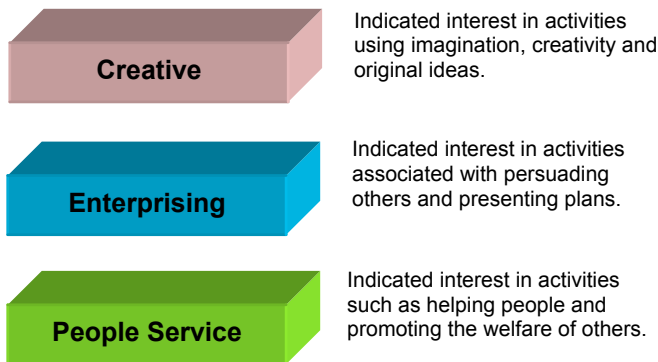 Creative
Indicated interest in activities
using imagination, creativity and
original ideas.
Enterprising
Indicated interest in activities
associated with persuading
others and presenting plans.
People Service
Indicated interest in activities
such as helping people and
promoting the welfare of others.